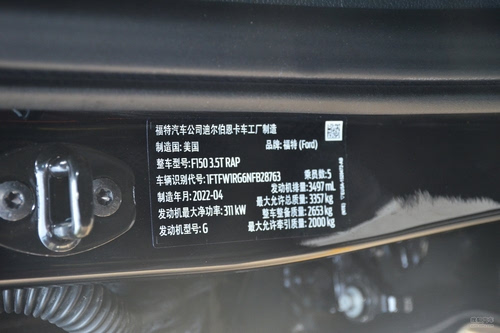 福特汽车公司迪尔伯恩卡车工厂制造
制造国: 美国 品牌: 福特 (Ford)
整车型号: F150 3.5T RAP
车辆识别代号: 1FTFW1RG6NFB28763 乘员数: 5
制造年月: 2022-04 发动机排量: 3497 mL
发动机最大净功率: 311 kW 最大允许总质量: 3357 kg
发动机型号: G 整车整备质量: 2653 kg
最大允许牵引质量: 2000 kg